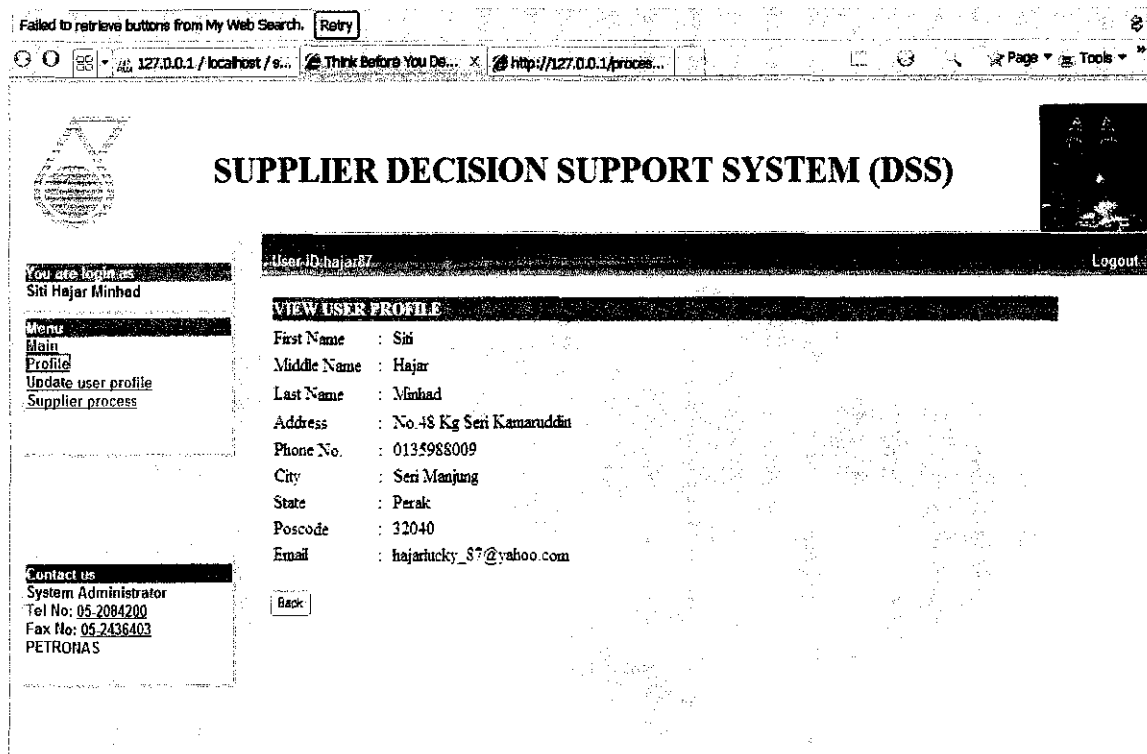 Failed to retrieve buttons from My Web Search. Retry
127.0.0.1 / localhost / s... Think Before You De... X http://127.0.0.1/proces... Page Tools
SUPPLIER DECISION SUPPORT SYSTEM (DSS)
User ID:hajar87 Logout
You are login as
Siti Hajar Minhad
Menu
Main
Profile
Update user profile
Supplier process
VIEW USER PROFILE
First Name : Siti
Middle Name : Hajar
Last Name : Minhad
Address : No.48 Kg Seri Kamaruddin
Phone No. : 0135988009
City : Seri Manjung
State : Perak
Poscode : 32040
Email : hajarlucky_87@yahoo.com
Back
Contact us
System Administrator
Tel No: 05-2084200
Fax No: 05-2436403
PETRONAS